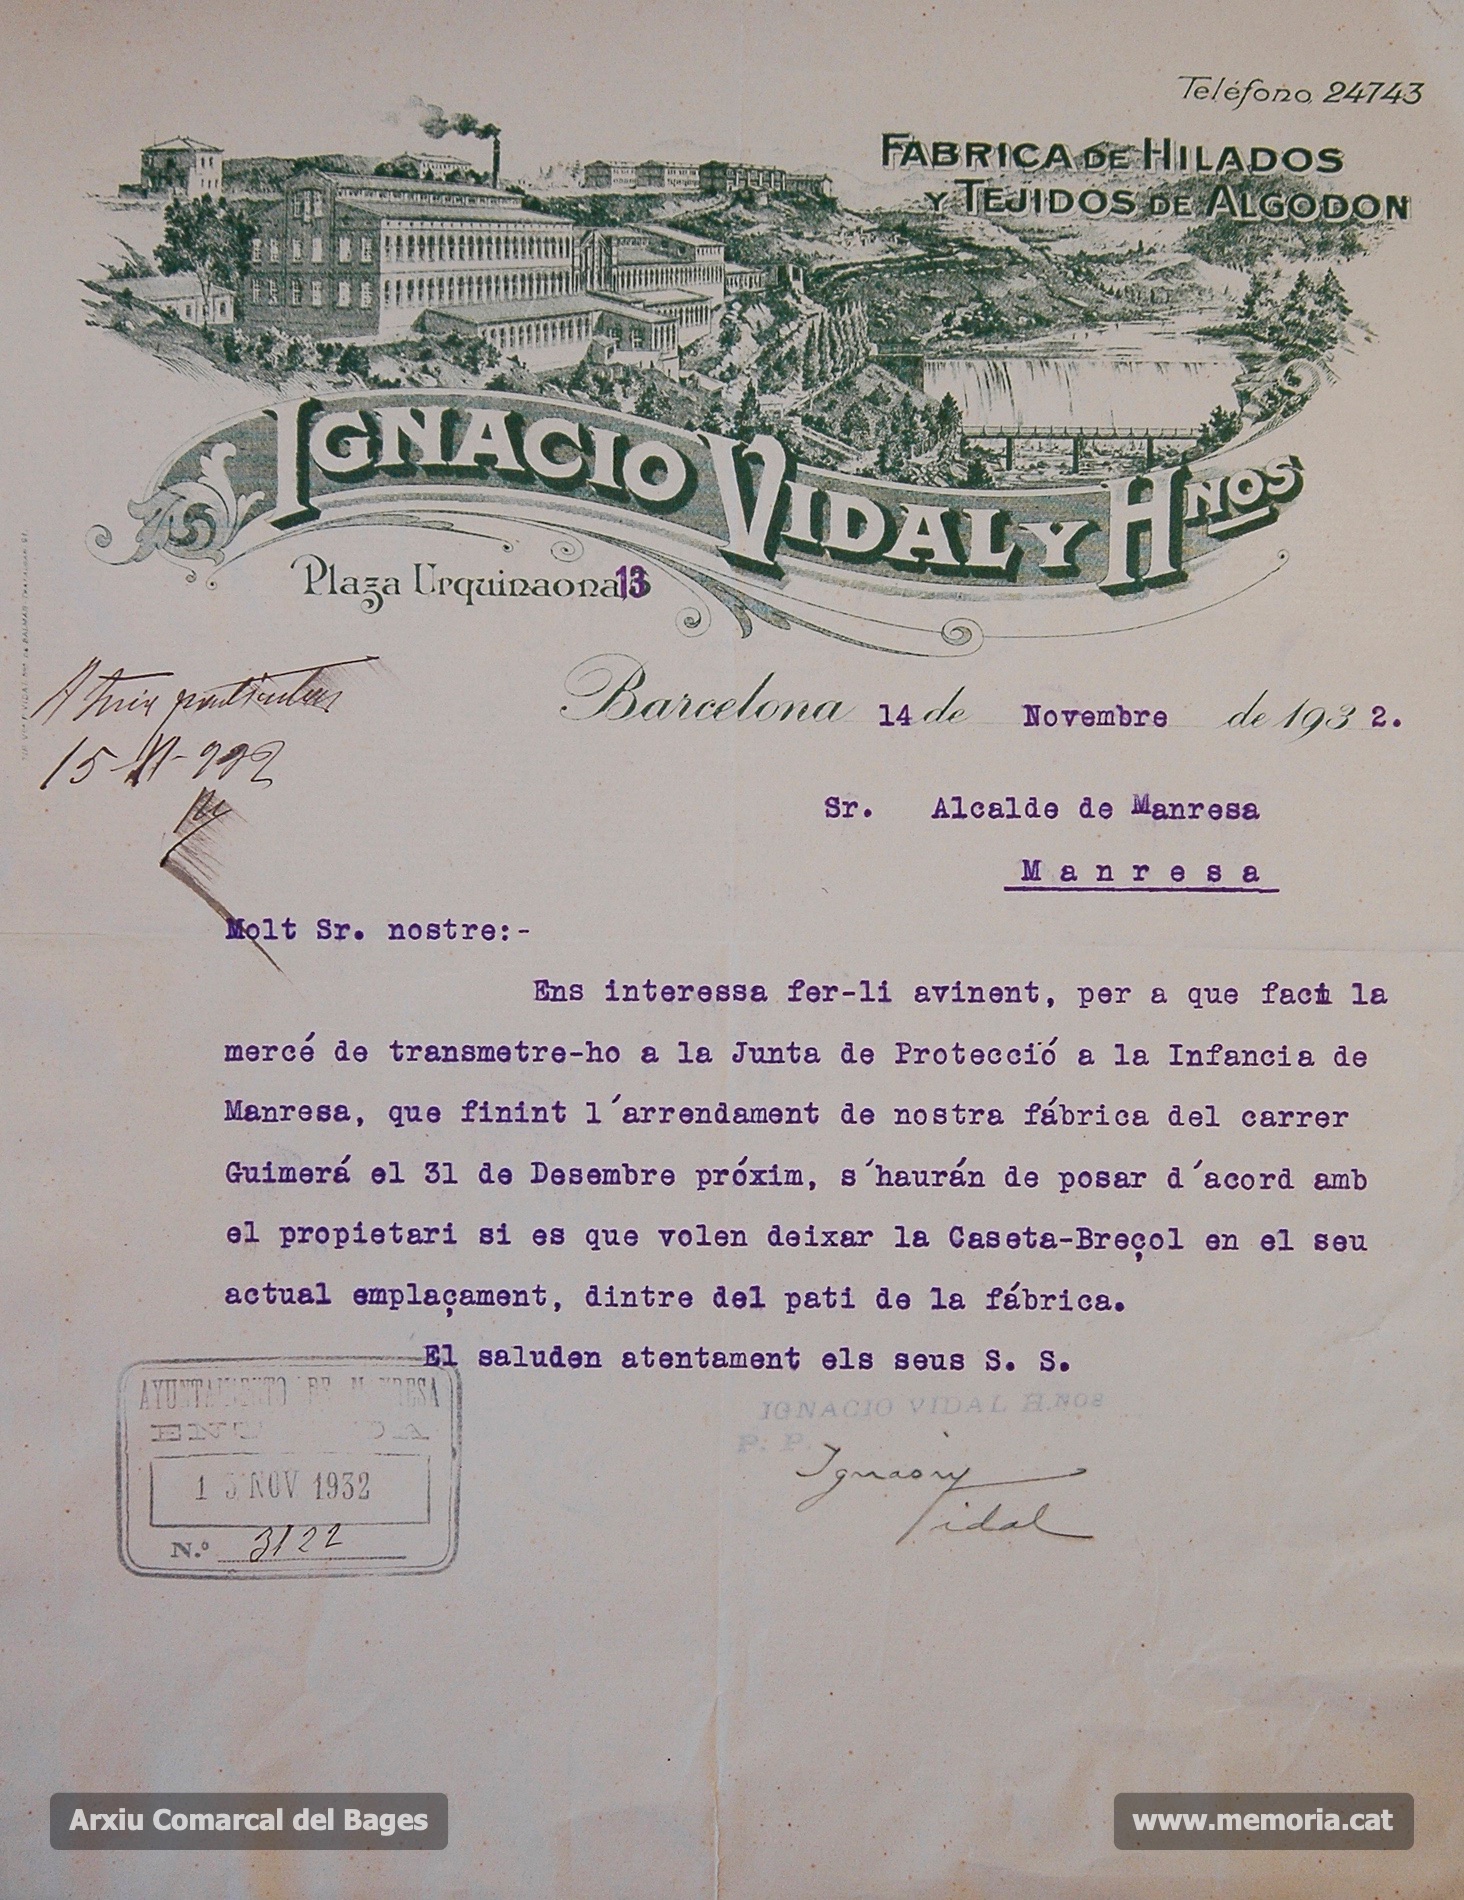 Teléfono 24743
FABRICA DE HILADOS
Y TEJIDOS DE ALGODON
IGNACIO VIDAL Y HNOS
Plaza Urquinaona, 13
Barcelona 14 de Novembre de 1932.
15-XI-932
Sr. Alcalde de Manresa
Manresa
Molt Sr. nostre:-
Ens interessa fer-li avinent, per a que faci la
mercé de transmetre-ho a la Junta de Protecció a la Infancia de
Manresa, que finint l´arrendament de nostra fábrica del carrer
Guimerá el 31 de Desembre próxim, s´haurán de posar d´acord amb
el propietari si es que volen deixar la Caseta-Breçol en el seu
actual emplaçament, dintre del pati de la fábrica.
El saluden atentament els seus S. S.
IGNACIO VIDAL H.NOS
P. P.
Vidal
AYUNTAMIENTO DE MANRESA
ENTRADA
15 NOV 1932
N.º 3122
Arxiu Comarcal del Bages
www.memoria.cat